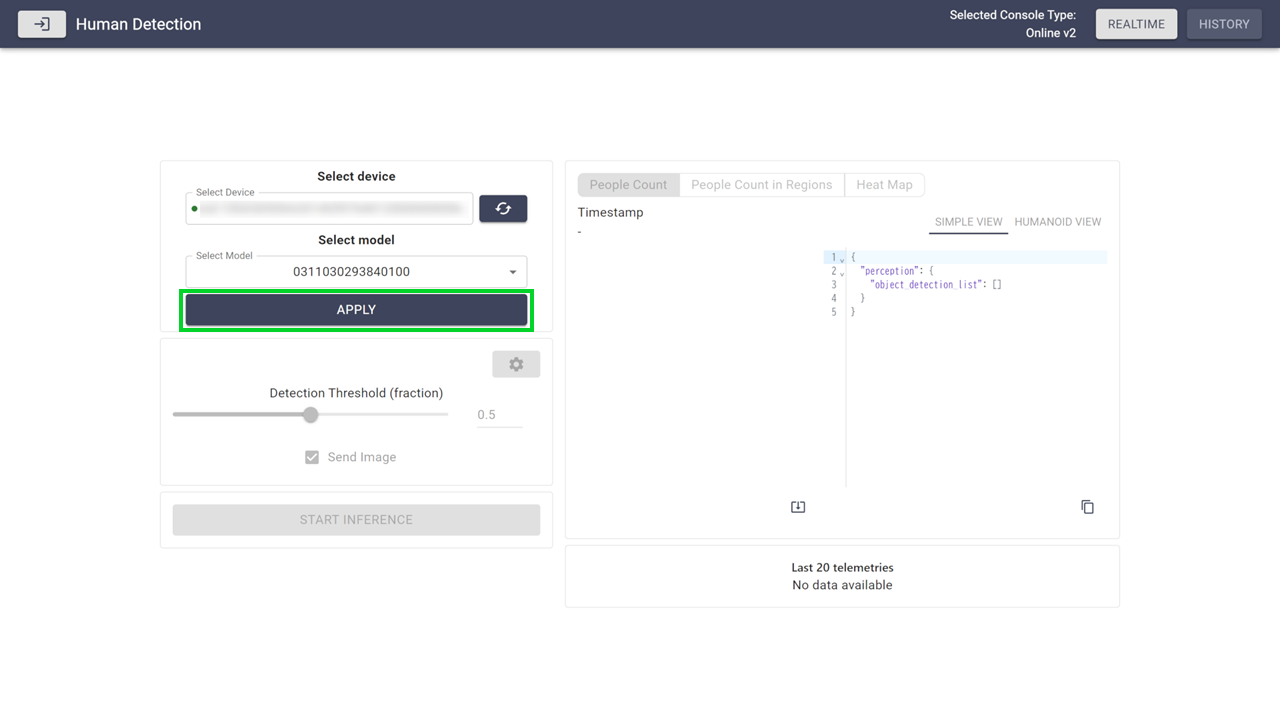 Human Detection
Selected Console Type:
Online v2
REALTIME
HISTORY
Select device
Select Device
Select model
Select Model
0311030293840100
APPLY
Detection Threshold (fraction)
0.5
Send Image
START INFERENCE
People Count
People Count in Regions
Heat Map
Timestamp
-
SIMPLE VIEW
HUMANOID VIEW
1 {
2 "perception": {
3 "object_detection_list": []
4 }
5 }
Last 20 telemetries
No data available